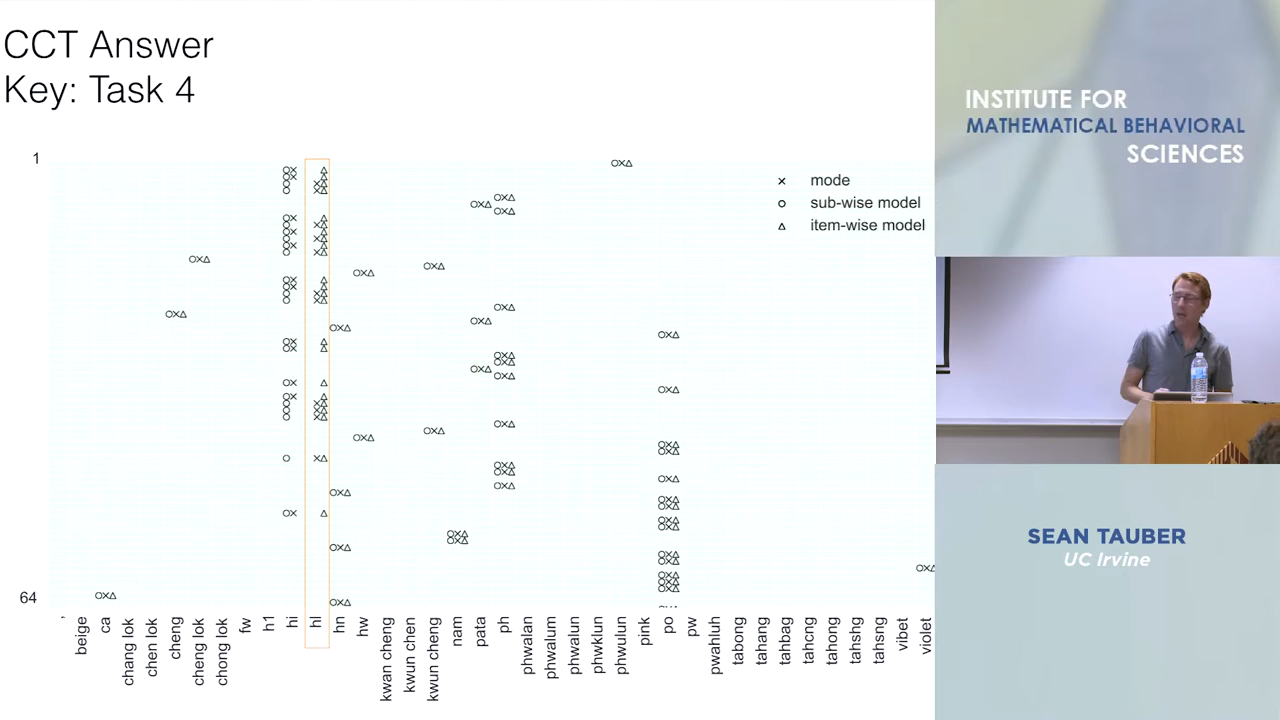 CCT Answer
Key: Task 4
1
mode
sub-wise model
item-wise model
64
'
beige
ca
chang lok
chen lok
cheng
cheng lok
chong lok
fw
h1
hi
hl
hn
hw
kwan cheng
kwun chen
kwun cheng
nam
pata
ph
phwalan
phwalum
phwalun
phwklun
phwulun
pink
po
pw
pwahluh
tabong
tahang
tahbag
tahcng
tahong
tahshg
tahsng
vibet
violet
INSTITUTE FOR
MATHEMATICAL BEHAVIORAL
SCIENCES
SEAN TAUBER
UC Irvine